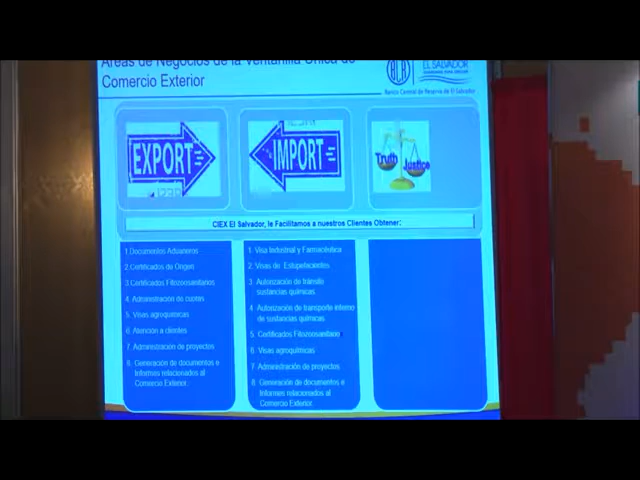 Areas de Negocios de la Ventanilla Única de
Comercio Exterior
BCR
EL SALVADOR
Banco Central de Reserva de El Salvador
EXPORT
IMPORT
Truth Justice
CIEX El Salvador, le Facilitamos a nuestros Clientes Obtener:
1.Documentos Aduaneros
2.Certificados de Origen
3.Certificados Fitozoosanitarios
4. Administración de cuotas
5. Visas agroquímicas
6. Atención a clientes
7. Administración de proyectos
8. Generación de documentos e
Informes relacionados al
Comercio Exterior.
1. Visa Industrial y Farmacéutica
2. Visas de Estupefacientes
3. Autorización de tránsito
sustancias químicas.
4. Autorización de transporte interno
de sustancias químicas.
5. Certificados Fitozoosanitario
6. Visas agroquímicas
7. Administración de proyectos
8. Generación de documentos e
Informes relacionados al
Comercio Exterior.